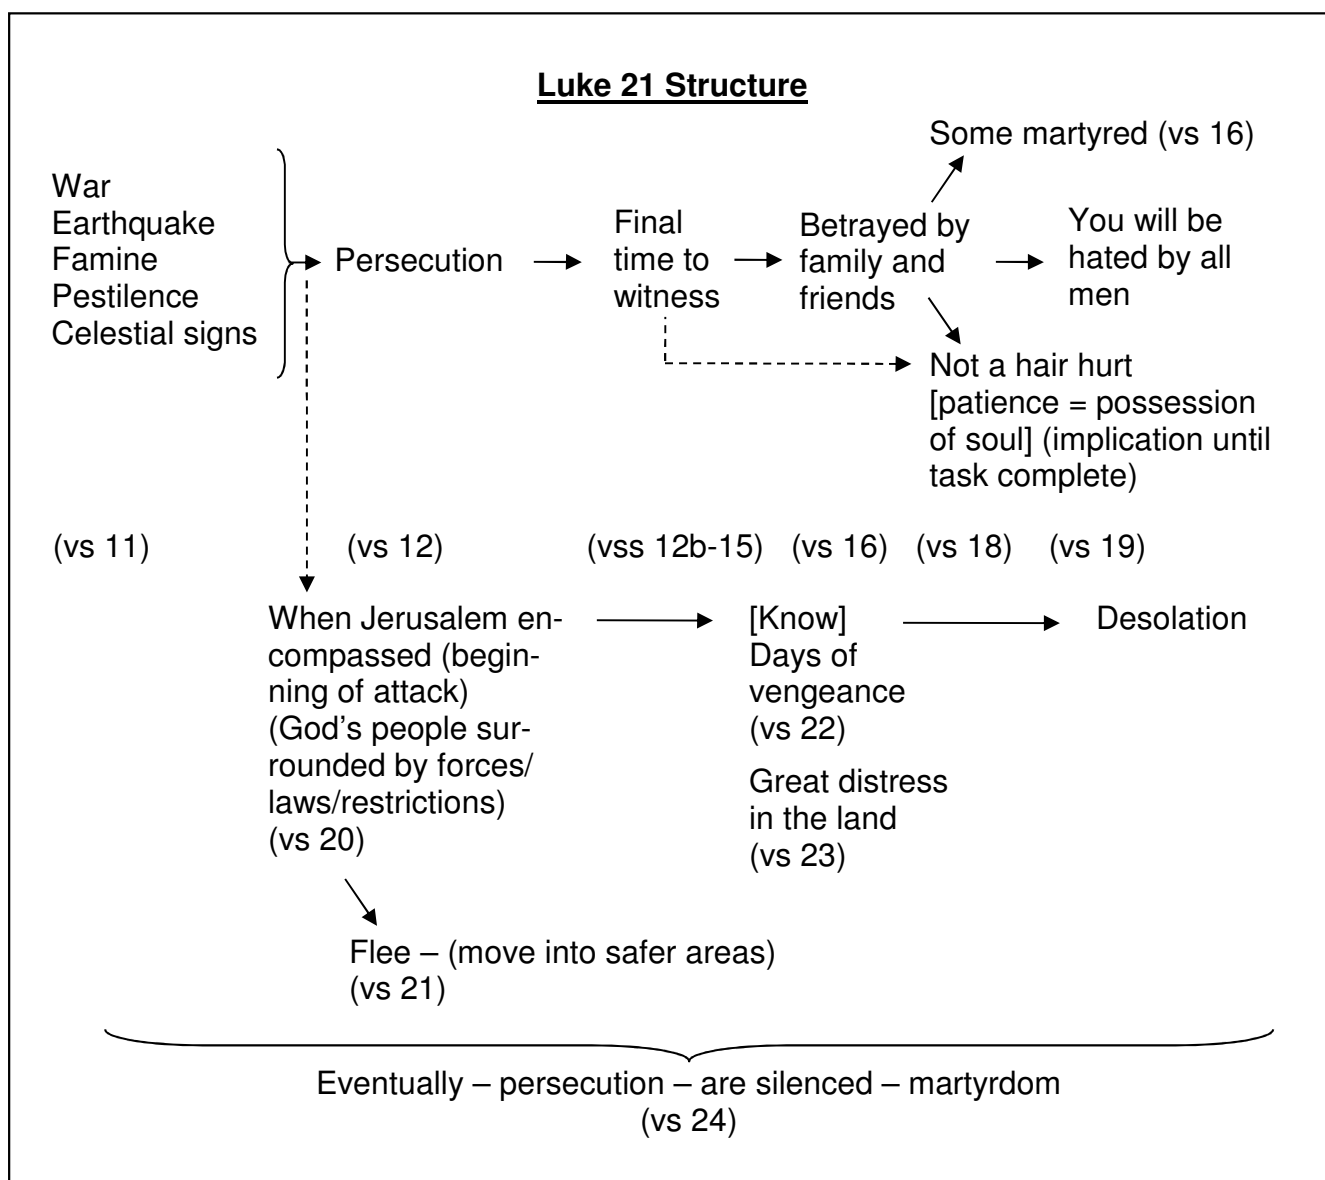 Luke 21 Structure
Some martyred (vs 16)
War
Earthquake
Famine
Pestilence
Celestial signs
Persecution
Final
time to
witness
Betrayed by
family and
friends
You will be
hated by all
men
Not a hair hurt
[patience = possession
of soul] (implication until
task complete)
(vs 11) (vs 12) (vss 12b-15) (vs 16) (vs 18) (vs 19)
When Jerusalem en-
compassed (begin-
ning of attack)
(God's people sur-
rounded by forces/
laws/restrictions)
(vs 20)
[Know]
Days of
vengeance
(vs 22)
Great distress
in the land
(vs 23)
Desolation
Flee – (move into safer areas)
(vs 21)
Eventually – persecution – are silenced – martyrdom
(vs 24)